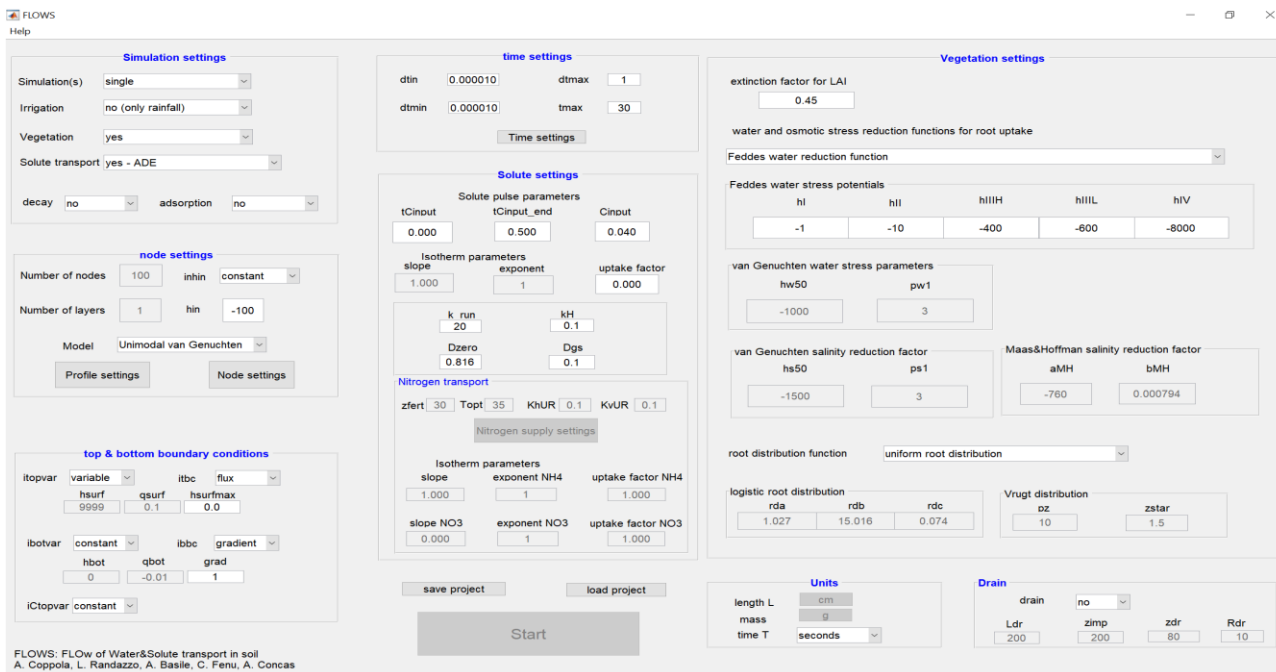 FLOWS
Help
Simulation settings
Simulation(s) single
Irrigation no (only rainfall)
Vegetation yes
Solute transport yes - ADE
decay no adsorption no
node settings
Number of nodes 100 inhin constant
Number of layers 1 hin -100
Model Unimodal van Genuchten
Profile settings Node settings
top & bottom boundary conditions
itopvar variable itbc flux
hsurf qsurf hsurfmax
9999 0.1 0.0
ibotvar constant ibbc gradient
hbot qbot grad
0 -0.01 1
iCtopvar constant
FLOWS: FLOw of Water&Solute transport in soil
A. Coppola, L. Randazzo, A. Basile, C. Fenu, A. Concas
time settings
dtin 0.000010 dtmax 1
dtmin 0.000010 tmax 30
Time settings
Solute settings
Solute pulse parameters
tCinput tCinput_end Cinput
0.000 0.500 0.040
Isotherm parameters
slope exponent uptake factor
1.000 1 0.000
k_run kH
20 0.1
Dzero Dgs
0.816 0.1
Nitrogen transport
zfert 30 Topt 35 KhUR 0.1 KvUR 0.1
Nitrogen supply settings
Isotherm parameters
slope exponent NH4 uptake factor NH4
1.000 1 1.000
slope NO3 exponent NO3 uptake factor NO3
0.000 1 1.000
save project load project
Start
Vegetation settings
extinction factor for LAI
0.45
water and osmotic stress reduction functions for root uptake
Feddes water reduction function
Feddes water stress potentials
hI hII hIIIH hIIIL hIV
-1 -10 -400 -600 -8000
van Genuchten water stress parameters
hw50 pw1
-1000 3
van Genuchten salinity reduction factor
hs50 ps1
-1500 3
Maas&Hoffman salinity reduction factor
aMH bMH
-760 0.000794
root distribution function uniform root distribution
logistic root distribution
rda rdb rdc
1.027 15.016 0.074
Vrugt distribution
pz zstar
10 1.5
Units
length L cm
mass g
time T seconds
Drain
drain no
Ldr zimp zdr Rdr
200 200 80 10